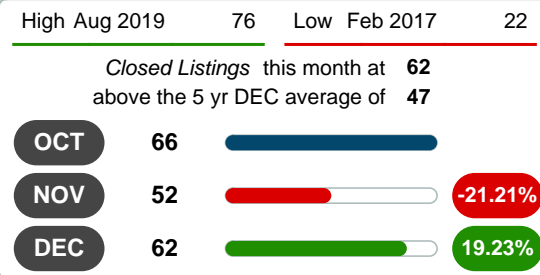 High Aug 2019 76 Low Feb 2017 22
Closed Listings this month at 62
above the 5 yr DEC average of 47
OCT 66
NOV 52 -21.21%
DEC 62 19.23%